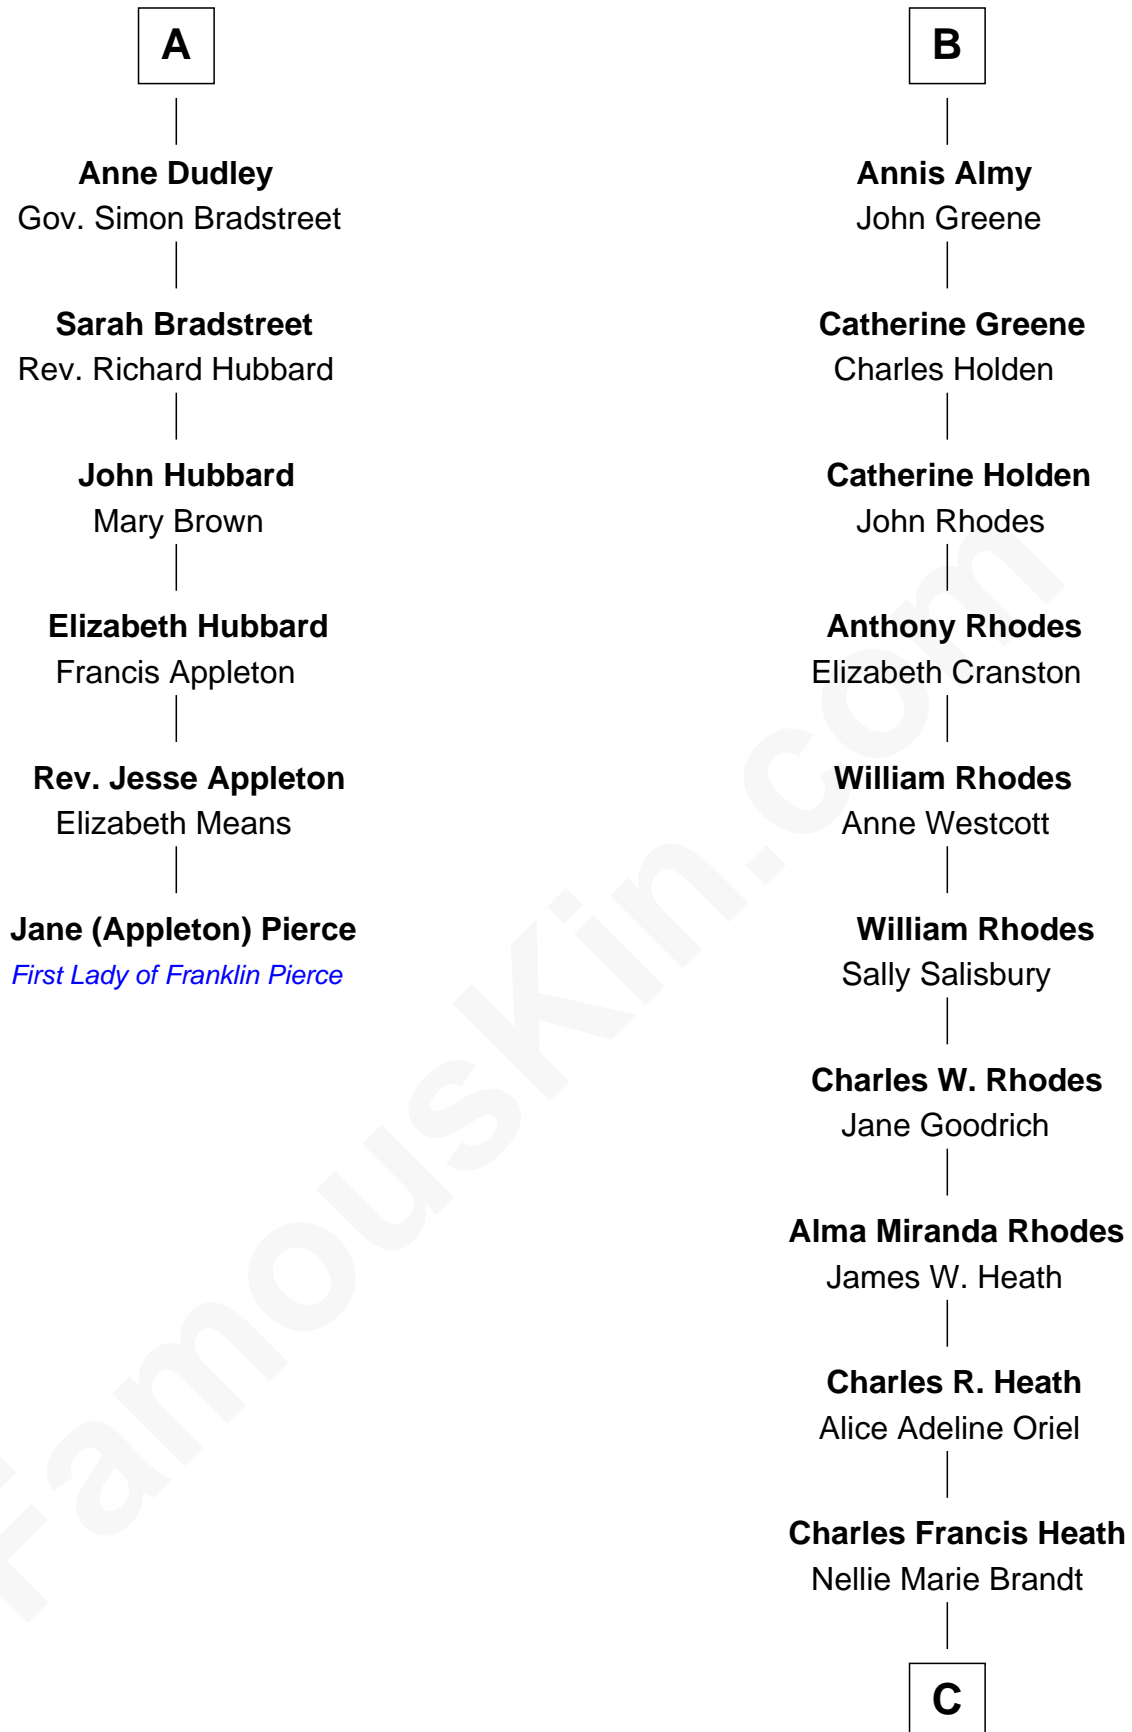 A
Anne Dudley
Gov. Simon Bradstreet
Sarah Bradstreet
Rev. Richard Hubbard
John Hubbard
Mary Brown
Elizabeth Hubbard
Francis Appleton
Rev. Jesse Appleton
Elizabeth Means
Jane (Appleton) Pierce
First Lady of Franklin Pierce
B
Annis Almy
John Greene
Catherine Greene
Charles Holden
Catherine Holden
John Rhodes
Anthony Rhodes
Elizabeth Cranston
William Rhodes
Anne Westcott
William Rhodes
Sally Salisbury
Charles W. Rhodes
Jane Goodrich
Alma Miranda Rhodes
James W. Heath
Charles R. Heath
Alice Adeline Oriel
Charles Francis Heath
Nellie Marie Brandt
C
FamousKin.com